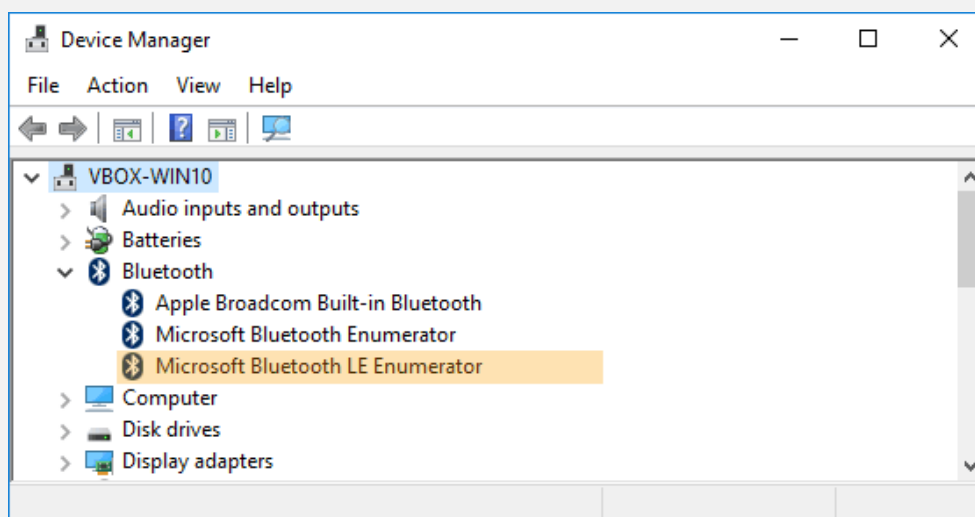 Device Manager
File Action View Help
VBOX-WIN10
Audio inputs and outputs
Batteries
Bluetooth
Apple Broadcom Built-in Bluetooth
Microsoft Bluetooth Enumerator
Microsoft Bluetooth LE Enumerator
Computer
Disk drives
Display adapters